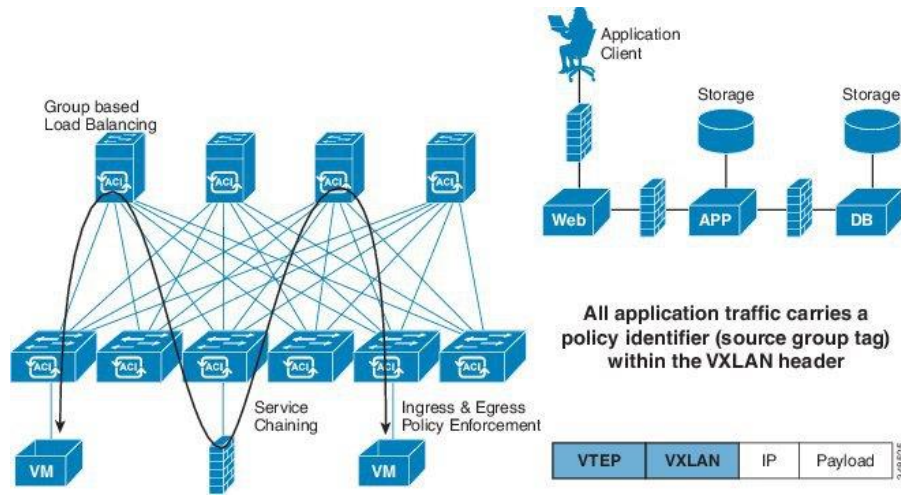 Application
Client
Group based
Load Balancing
Storage
Storage
ACI
ACI
ACI
ACI
Web
APP
DB
All application traffic carries a
policy identifier (source group tag)
within the VXLAN header
ACI
ACI
ACI
ACI
ACI
ACI
Service
Chaining
Ingress & Egress
Policy Enforcement
VM
VM
VTEP
VXLAN
IP
Payload